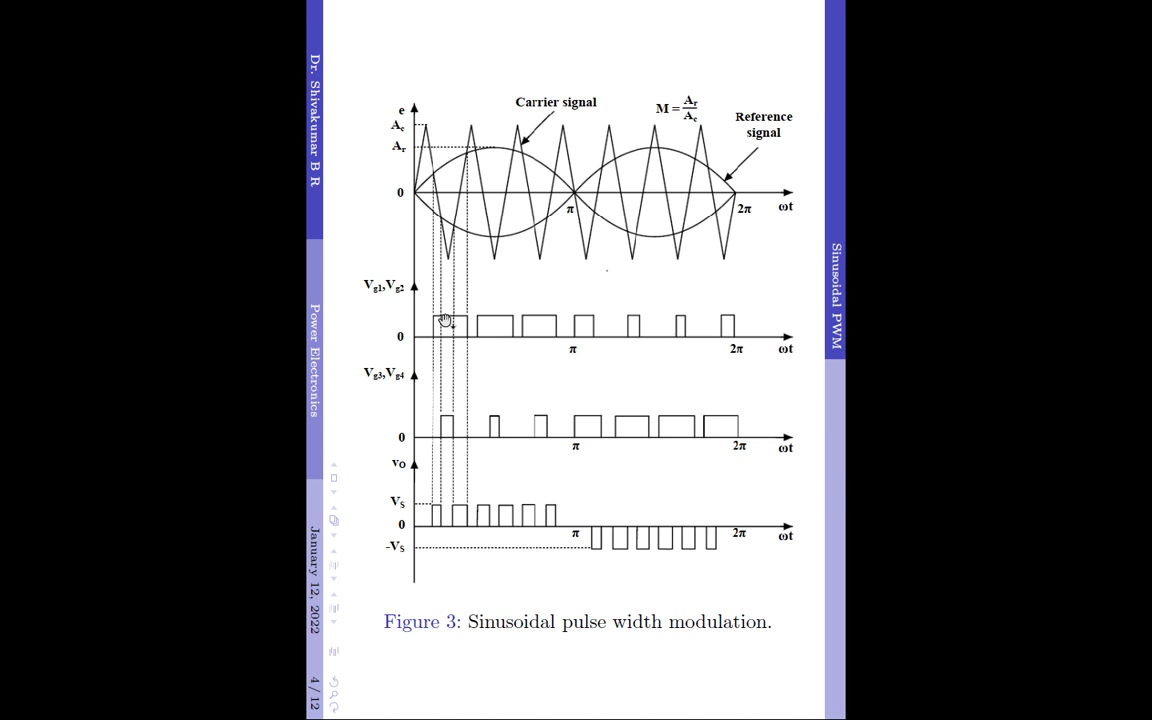 Dr. Shivakumar B R
Power Electronics
January 12, 2022
4 / 12
Sinusoidal PWM
Carrier signal
M = Ar/Ac
Reference
signal
e
Ac
Ar
0
π
2π
ωt
Vg1,Vg2
0
π
2π
ωt
Vg3,Vg4
0
π
2π
ωt
vO
VS
0
π
2π
ωt
-VS
Figure 3: Sinusoidal pulse width modulation.